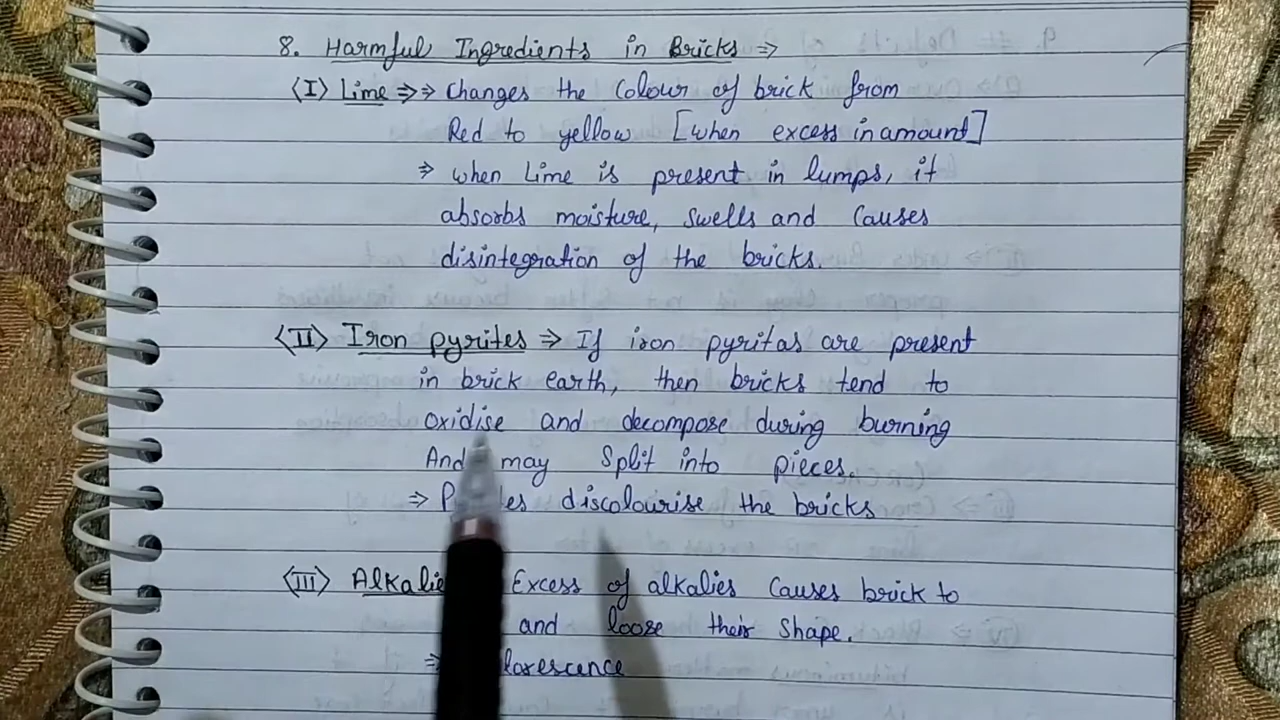 8. Harmful Ingredients in Bricks ⇒
⟨I⟩ Lime ⇒⇒ changes the Colour of brick from
Red to yellow [when excess in amount]
⇒ when Lime is present in lumps, it
absorbs moisture, swells and Causes
disintegration of the bricks.
⟨II⟩ Iron pyrites ⇒ If iron pyritas are present
in brick earth, then bricks tend to
oxidise and decompose during burning
And may Split into pieces.
⇒ discolourise the bricks
⟨III⟩ Excess of alkalies Causes brick to
and loose their Shape.